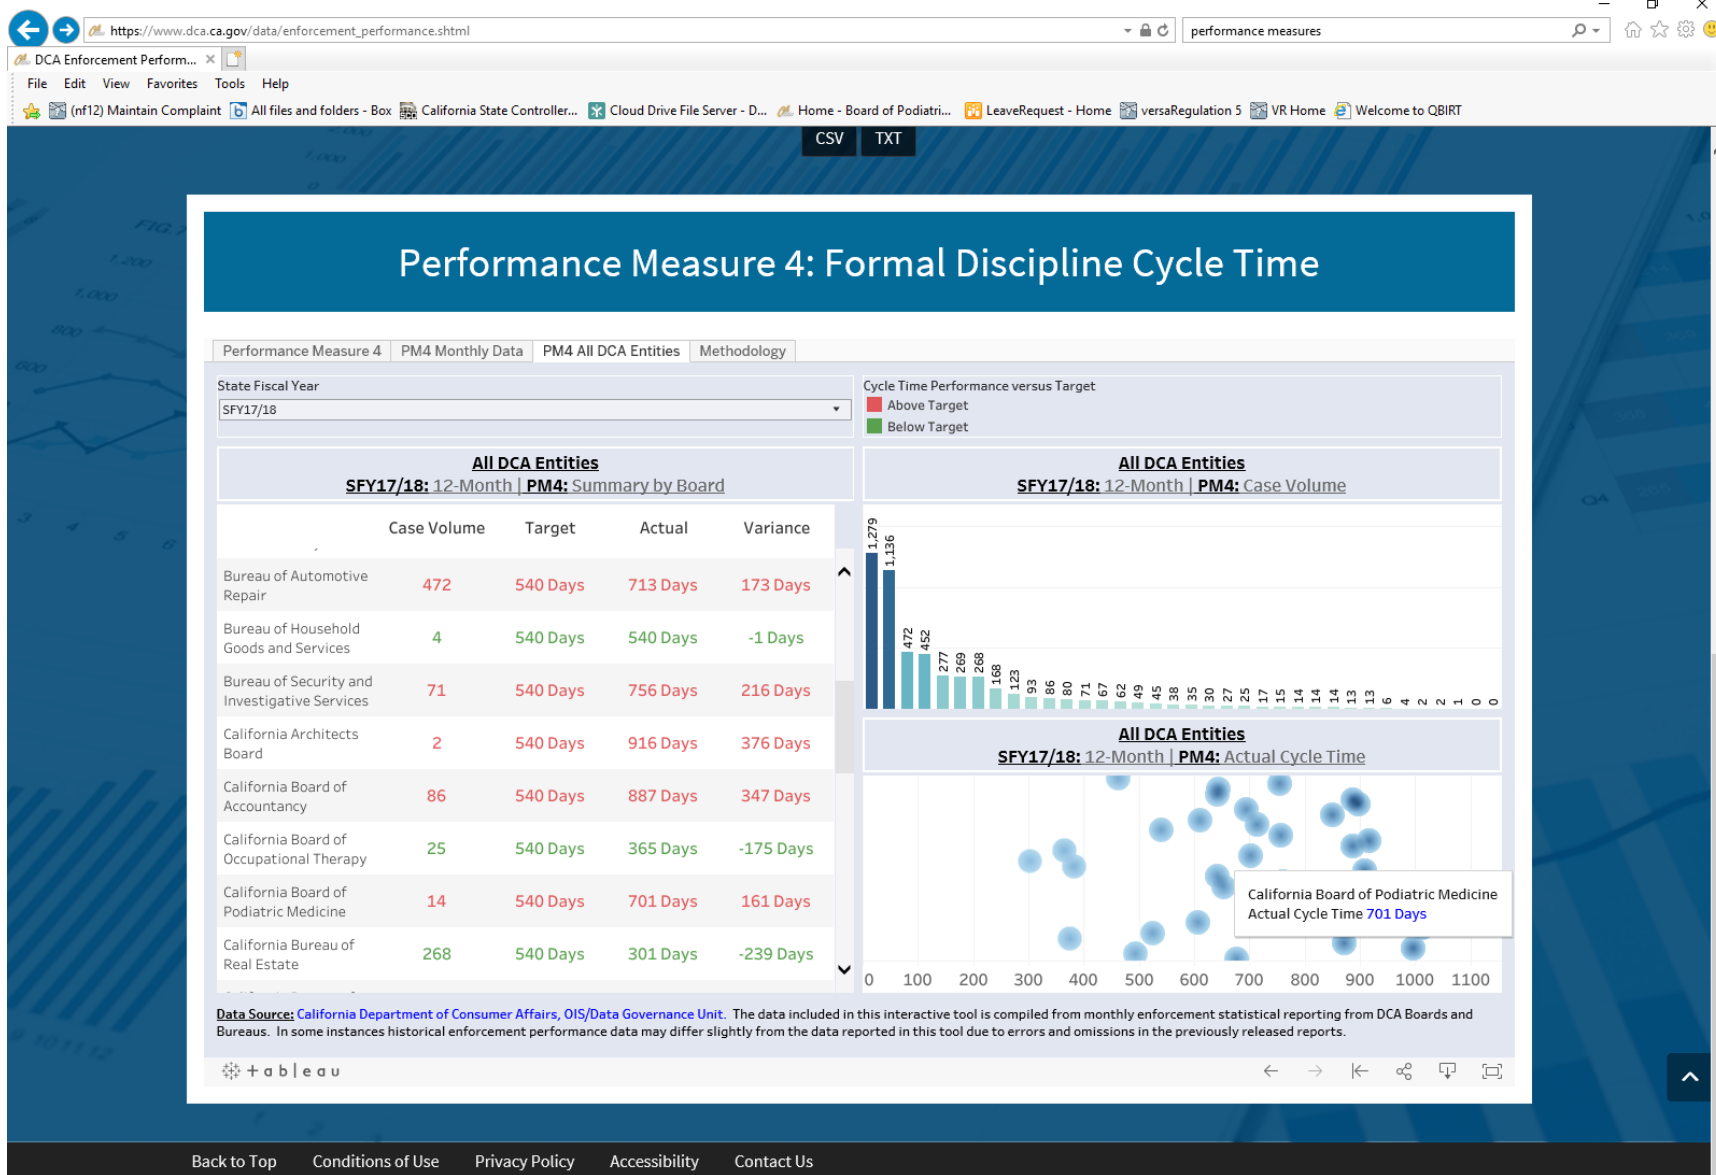 https://www.dca.ca.gov/data/enforcement_performance.shtml
performance measures
DCA Enforcement Perform...
File Edit View Favorites Tools Help
(nf12) Maintain Complaint All files and folders - Box California State Controller... Cloud Drive File Server - D... Home - Board of Podiatri... LeaveRequest - Home versaRegulation 5 VR Home Welcome to QBIRT
CSV TXT
Performance Measure 4: Formal Discipline Cycle Time
Performance Measure 4 PM4 Monthly Data PM4 All DCA Entities Methodology
State Fiscal Year
SFY17/18
Cycle Time Performance versus Target
Above Target
Below Target
All DCA Entities
SFY17/18: 12-Month | PM4: Summary by Board
Case Volume Target Actual Variance
Bureau of Automotive
Repair
472 540 Days 713 Days 173 Days
Bureau of Household
Goods and Services
4 540 Days 540 Days -1 Days
Bureau of Security and
Investigative Services
71 540 Days 756 Days 216 Days
California Architects
Board
2 540 Days 916 Days 376 Days
California Board of
Accountancy
86 540 Days 887 Days 347 Days
California Board of
Occupational Therapy
25 540 Days 365 Days -175 Days
California Board of
Podiatric Medicine
14 540 Days 701 Days 161 Days
California Bureau of
Real Estate
268 540 Days 301 Days -239 Days
All DCA Entities
SFY17/18: 12-Month | PM4: Case Volume
1,279 1,136 472 452 277 269 268 168 123 93 86 80 71 67 62 49 45 38 35 30 27 25 17 15 14 14 14 13 13 6 4 2 2 1 0 0
All DCA Entities
SFY17/18: 12-Month | PM4: Actual Cycle Time
California Board of Podiatric Medicine
Actual Cycle Time 701 Days
0 100 200 300 400 500 600 700 800 900 1000 1100
Data Source: California Department of Consumer Affairs, OIS/Data Governance Unit. The data included in this interactive tool is compiled from monthly enforcement statistical reporting from DCA Boards and
Bureaus. In some instances historical enforcement performance data may differ slightly from the data reported in this tool due to errors and omissions in the previously released reports.
+ableau
Back to Top Conditions of Use Privacy Policy Accessibility Contact Us